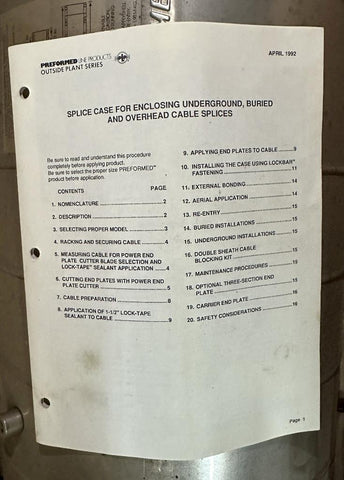 PREFORMED LINE PRODUCTS
OUTSIDE PLANT SERIES
APRIL 1992
SPLICE CASE FOR ENCLOSING UNDERGROUND, BURIED
AND OVERHEAD CABLE SPLICES
Be sure to read and understand this procedure
completely before applying product.
Be sure to select the proper size PREFORMED™
product before application.
CONTENTS PAGE
1. NOMENCLATURE 2
2. DESCRIPTION 2
3. SELECTING PROPER MODEL 3
4. RACKING AND SECURING CABLE 4
5. MEASURING CABLE FOR POWER END
PLATE CUTTER BLADE SELECTION AND
LOCK-TAPE™ SEALANT APPLICATION 4
6. CUTTING END PLATES WITH POWER END
PLATE CUTTER 5
7. CABLE PREPARATION 8
8. APPLICATION OF 1-1/2" LOCK-TAPE
SEALANT TO CABLE 9
9. APPLYING END PLATES TO CABLE 9
10. INSTALLING THE CASE USING LOCKBAR™
FASTENING 11
11. EXTERNAL BONDING 14
12. AERIAL APPLICATION 14
13. RE-ENTRY 15
14. BURIED INSTALLATIONS 15
15. UNDERGROUND INSTALLATIONS 15
16. DOUBLE SHEATH CABLE
BLOCKING KIT 15
17. MAINTENANCE PROCEDURES 15
18. OPTIONAL THREE-SECTION END
PLATE 15
19. CARRIER END PLATE 16
20. SAFETY CONSIDERATIONS 16
Page 1